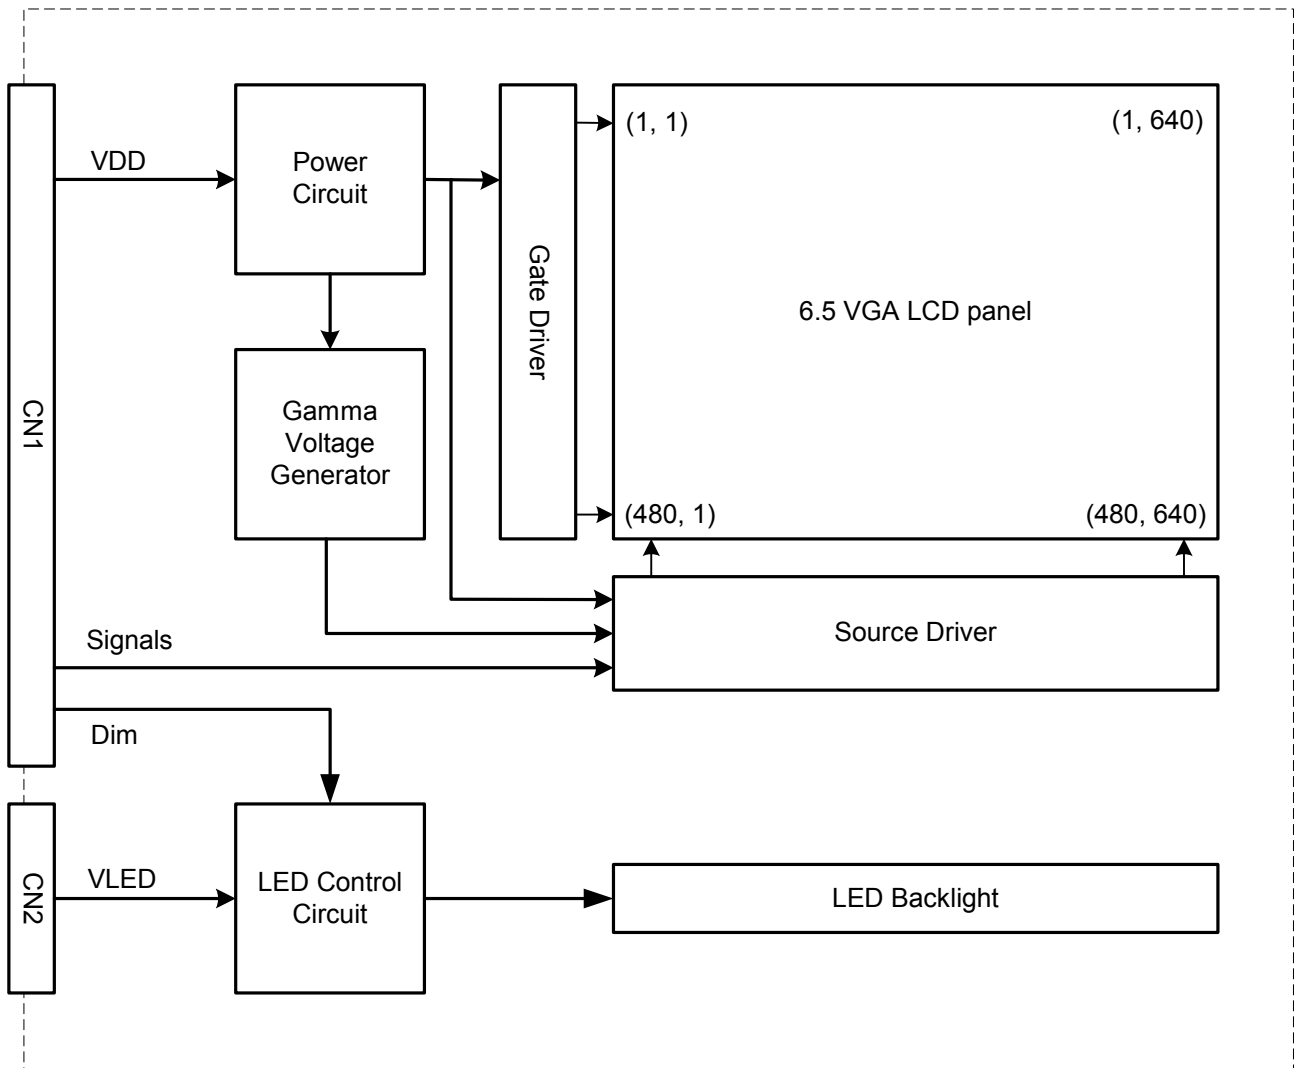 (1, 1)
(1, 640)
VDD
Power
Circuit
Gate Driver
6.5 VGA LCD panel
CN1
Gamma
Voltage
Generator
(480, 1)
(480, 640)
Signals
Source Driver
Dim
CN2
VLED
LED Control
Circuit
LED Backlight